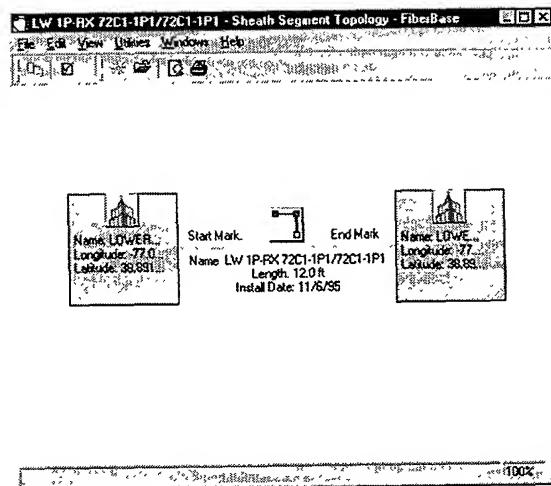 LW 1P-RX 72C1-1P1/72C1-1P1 - Sheath Segment Topology - FiberBase
File Edit View Utilities Windows Help
Name: LOWER...
Longitude: -77.0
Latitude: 38.891...
Start Mark.
End Mark
Name LW 1P-RX 72C1-1P1/72C1-1P1
Length. 12.0 ft
Install Date: 11/6/95
Name: LOWE...
Longitude: -77...
Latitude: 38.89...
100%